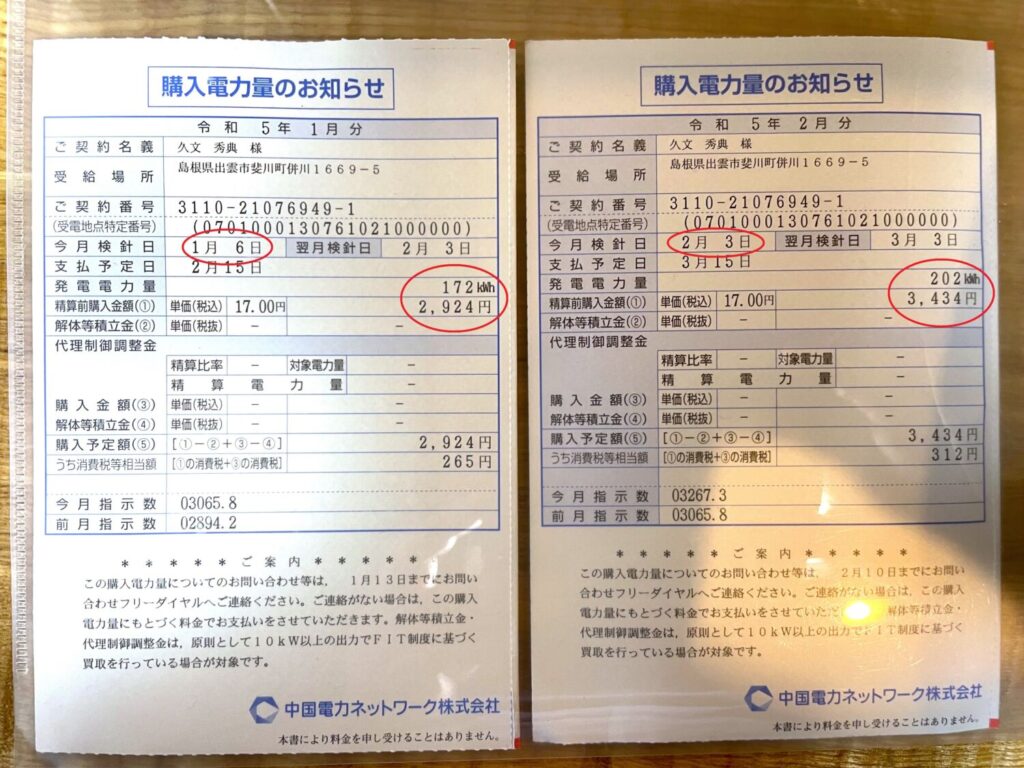 購入電力量のお知らせ
令和 5年 1月分
ご契約名義 久文 秀典 様
受給場所 島根県出雲市斐川町併川1669-5
ご契約番号 3110-21076949-1
(受電地点特定番号) (0701000130761021000000)
今月検針日 1月 6日 翌月検針日 2月 3日
支払予定日 2月15日
発電電力量 172kWh
精算前購入金額(①) 単価(税込) 17.00円 2,924円
解体等積立金(②) 単価(税抜) - -
代理制御調整金
精算比率 - 対象電力量 -
精算電力量 -
購入金額(③) 単価(税込) - -
解体等積立金(④) 単価(税抜) - -
購入予定額(⑤) [①-②+③-④] 2,924円
うち消費税等相当額 [①の消費税+③の消費税] 265円
今月指示数 03065.8
前月指示数 02894.2
* * * * * * ご案内 * * * * * *
この購入電力量についてのお問い合わせ等は, 1月13日までにお問い
合わせフリーダイヤルへご連絡ください。ご連絡がない場合は、この購入
電力量にもとづく料金でお支払いをさせていただきます。解体等積立金・
代理制御調整金は、原則として10kW以上の出力でFIT制度に基づく
買取を行っている場合が対象です。
中国電力ネットワーク株式会社
本書により料金を申し受けることはありません。
購入電力量のお知らせ
令和 5年 2月分
ご契約名義 久文 秀典 様
受給場所 島根県出雲市斐川町併川1669-5
ご契約番号 3110-21076949-1
(受電地点特定番号) (0701000130761021000000)
今月検針日 2月 3日 翌月検針日 3月 3日
支払予定日 3月15日
発電電力量 202kWh
精算前購入金額(①) 単価(税込) 17.00円 3,434円
解体等積立金(②) 単価(税抜) - -
代理制御調整金
精算比率 - 対象電力量 -
精算電力量 -
購入金額(③) 単価(税込) - -
解体等積立金(④) 単価(税抜) - -
購入予定額(⑤) [①-②+③-④] 3,434円
うち消費税等相当額 [①の消費税+③の消費税] 312円
今月指示数 03267.3
前月指示数 03065.8
* * * * * * ご案内 * * * * * *
この購入電力量についてのお問い合わせ等は, 2月10日までにお問い
合わせフリーダイヤルへご連絡ください。ご連絡がない場合は、この購入
電力量にもとづく料金でお支払いをさせていただ 解体等積立金・
代理制御調整金は、原則として10kW以上の出力でFIT制度に基づく
買取を行っている場合が対象です。
中国電力ネットワーク株式会社
本書により料金を申し受けることはありません。